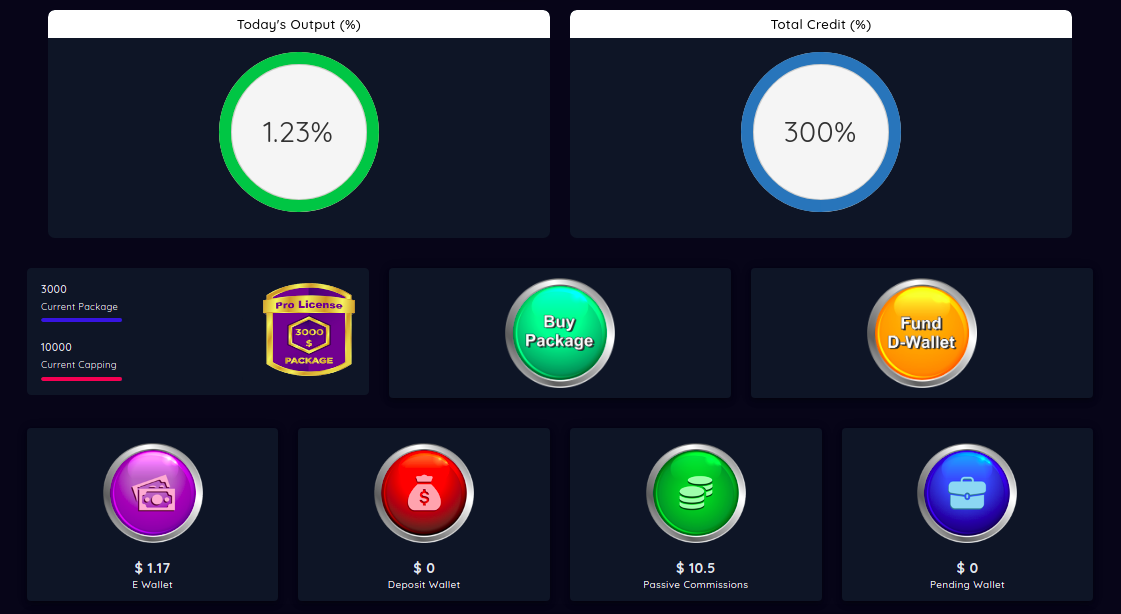 Today's Output (%)
Total Credit (%)
1.23%
300%
3000
Current Package
10000
Current Capping
Pro License
3000
$
PACKAGE
Buy
Package
Fund
D-Wallet
$
$ 1.17
E Wallet
$ 0
Deposit Wallet
$ 10.5
Passive Commissions
$ 0
Pending Wallet